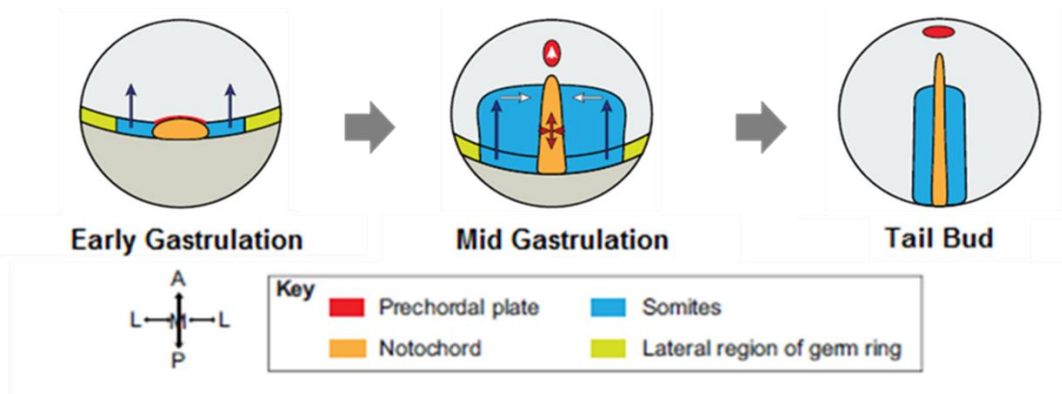 Early Gastrulation Mid Gastrulation Tail Bud
A
L M L
P
Key
Prechordal plate Somites
Notochord Lateral region of germ ring